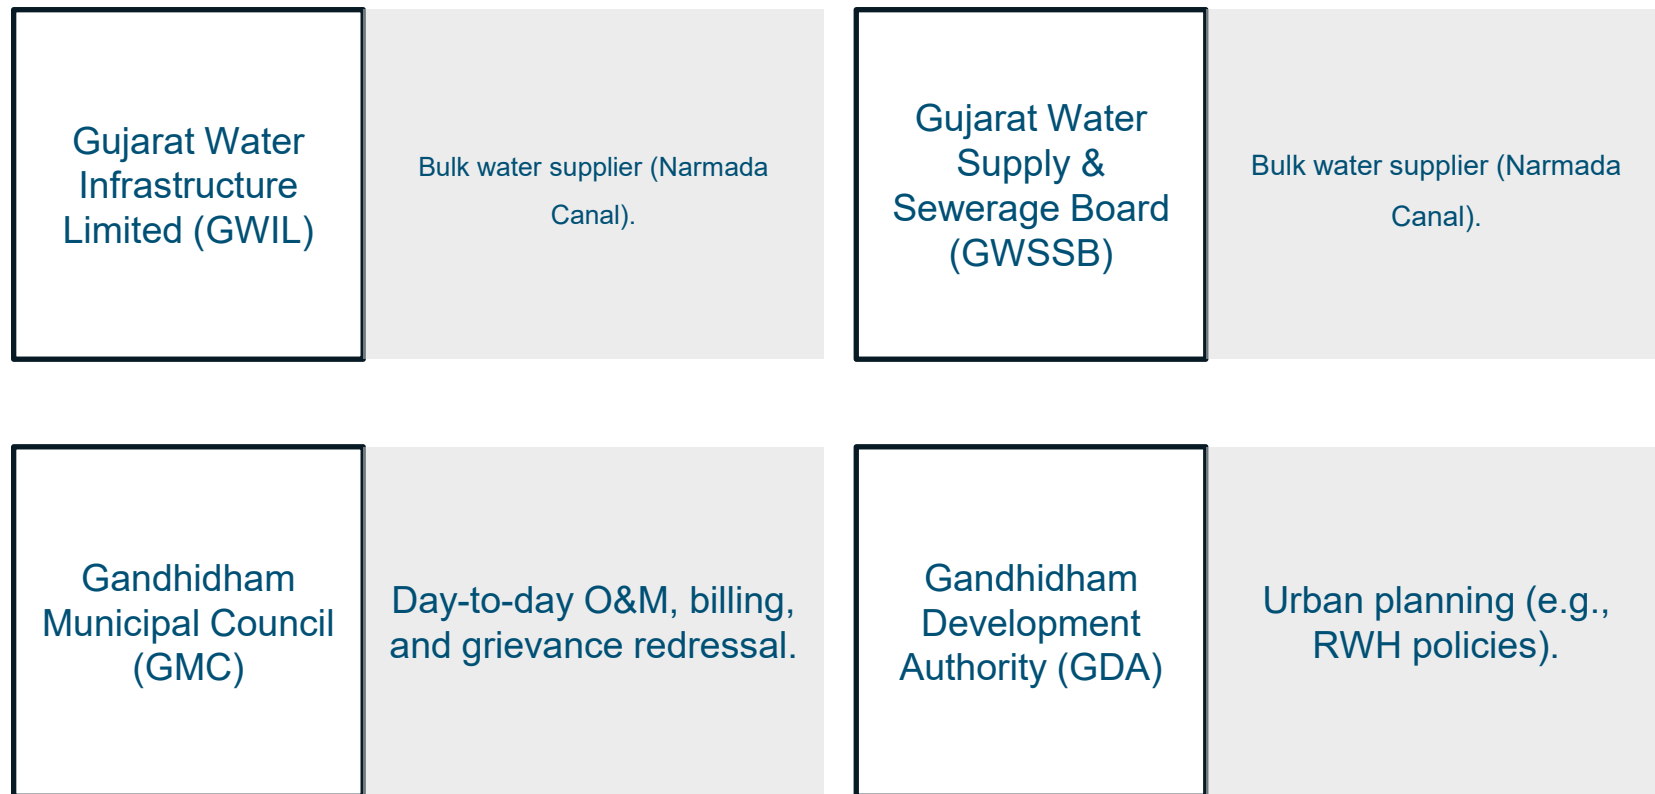 Gujarat Water
Infrastructure
Limited (GWIL)
Bulk water supplier (Narmada
Canal).
Gujarat Water
Supply &
Sewerage Board
(GWSSB)
Bulk water supplier (Narmada
Canal).
Gandhidham
Municipal Council
(GMC)
Day-to-day O&M, billing,
and grievance redressal.
Gandhidham
Development
Authority (GDA)
Urban planning (e.g.,
RWH policies).